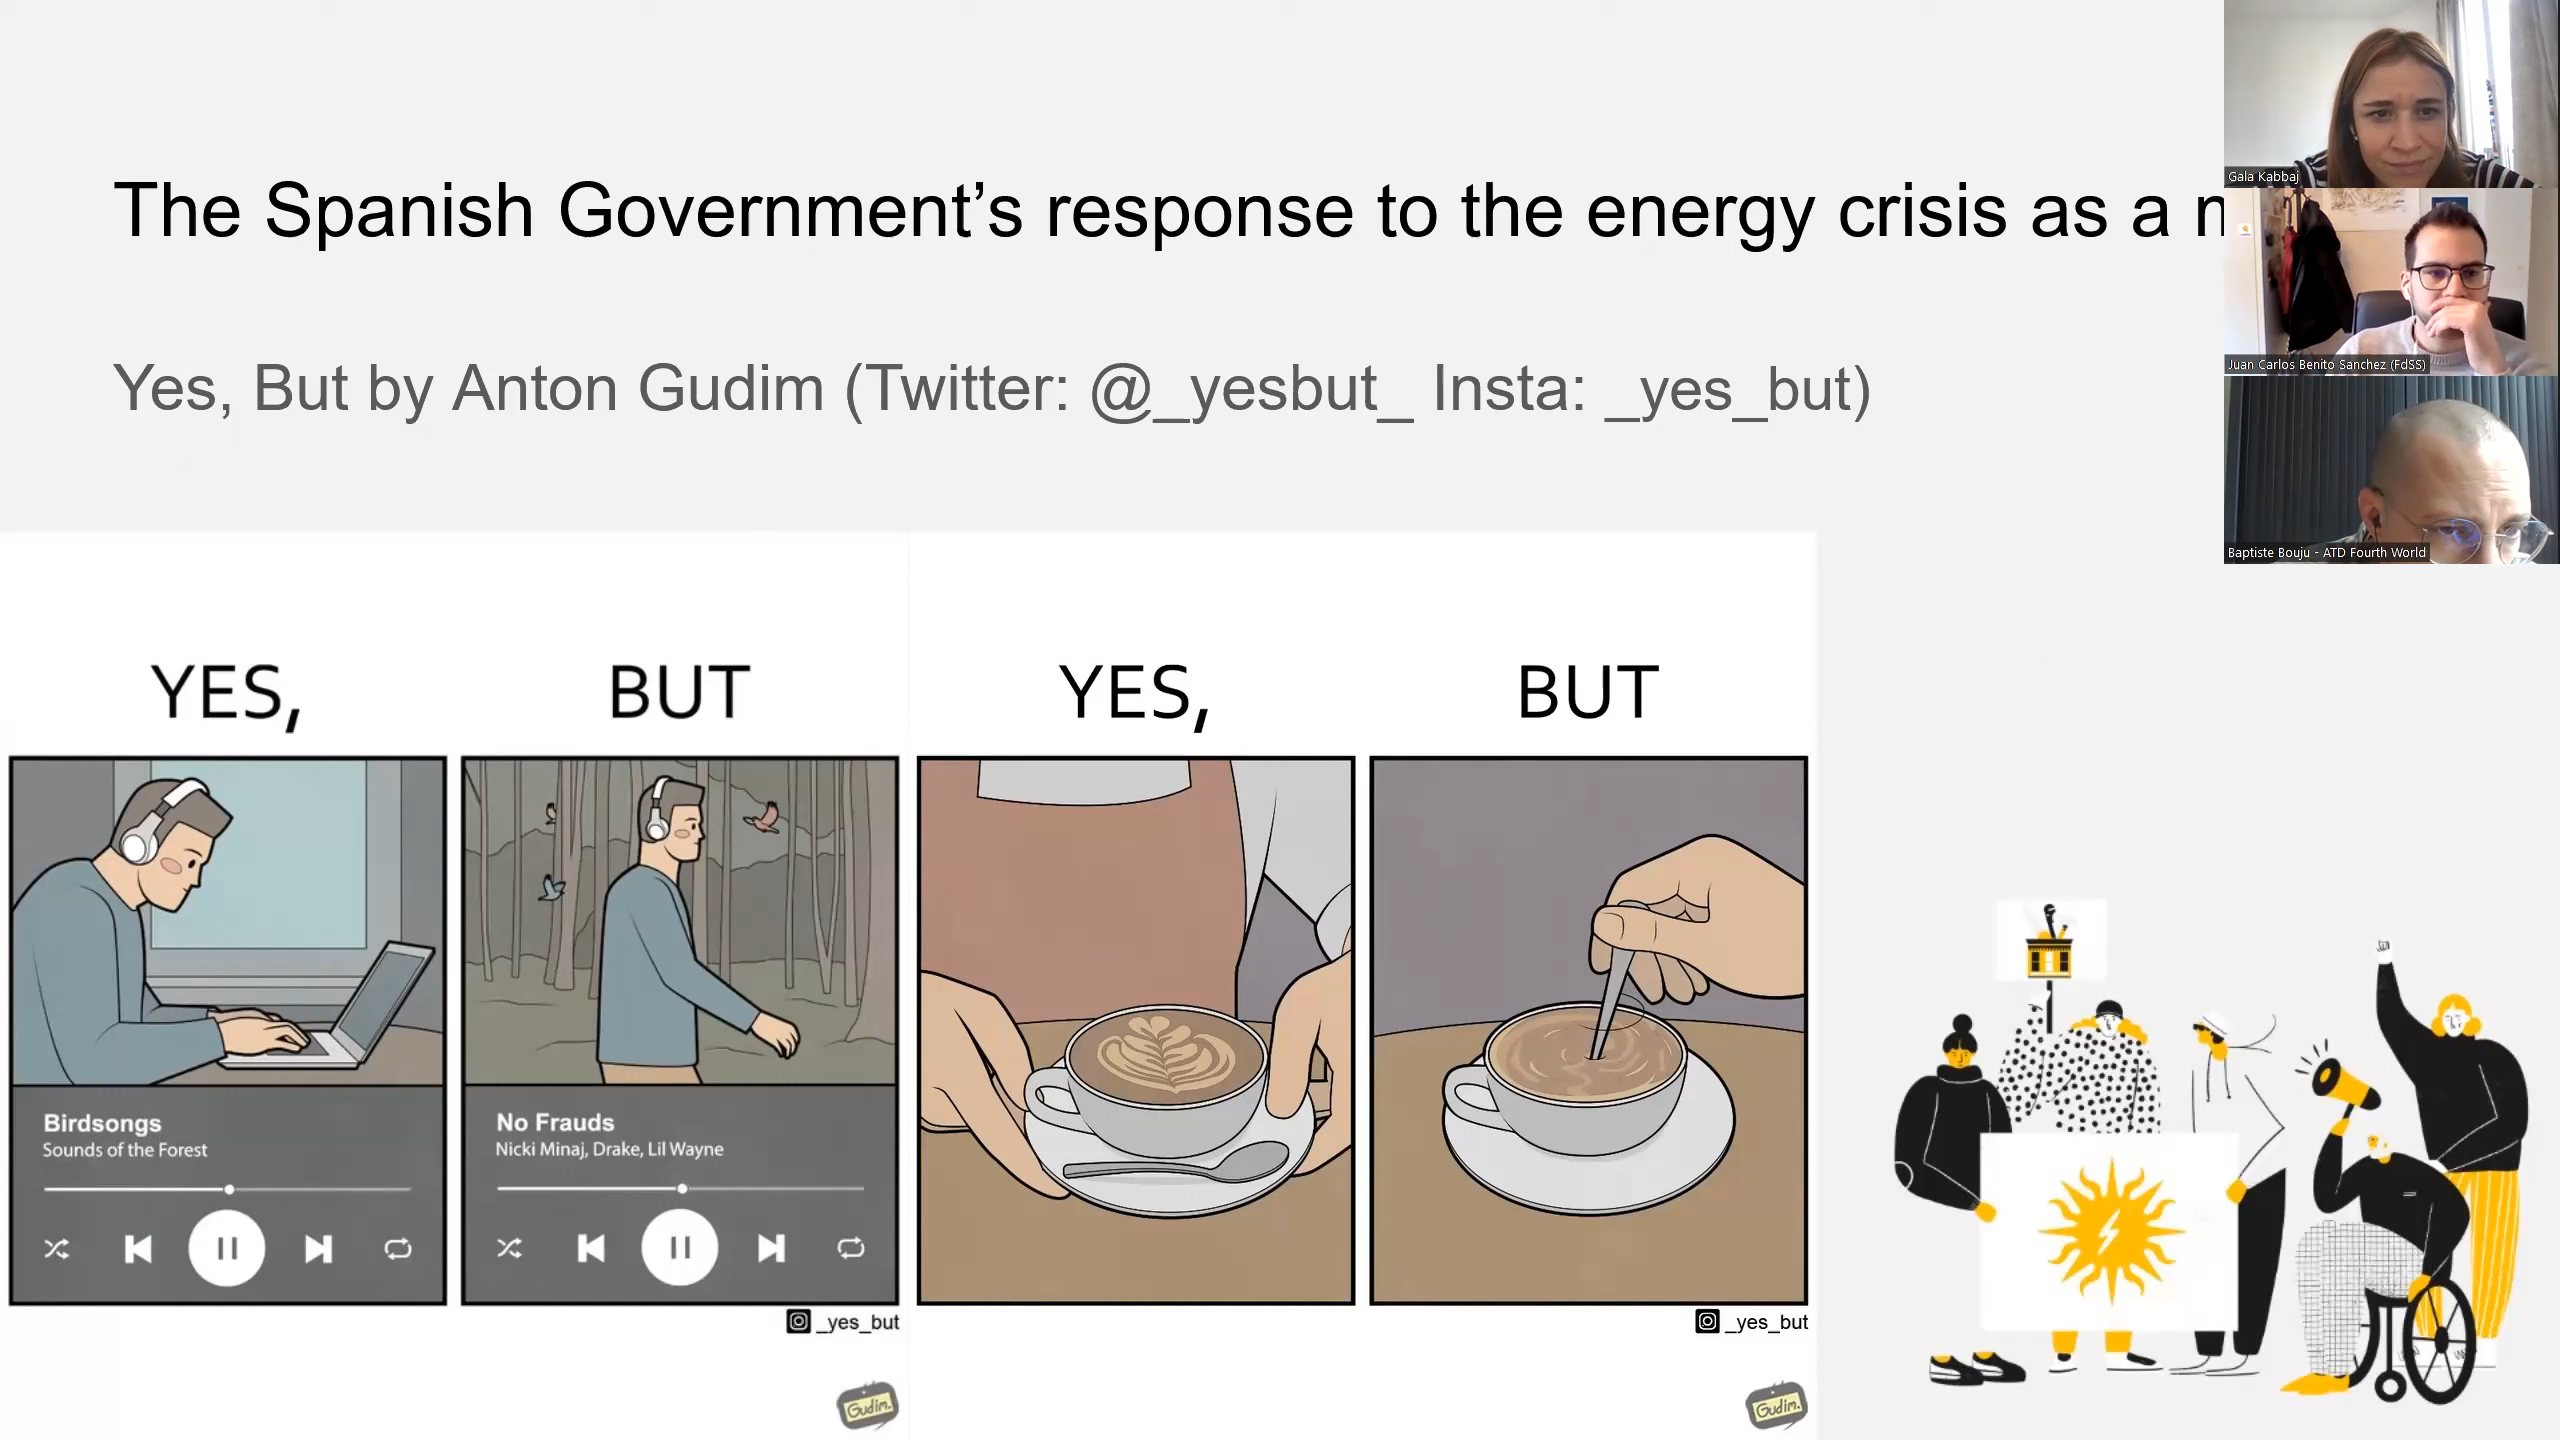 The Spanish Government’s response to the energy crisis as a
Yes, But by Anton Gudim (Twitter: @_yesbut_ Insta: _yes_but)
Gala Kabbaj
Juan Carlos Benito Sanchez (FdSS)
Baptiste Bouju - ATD Fourth World
YES,
BUT
YES,
BUT
Birdsongs
Sounds of the Forest
No Frauds
Nicki Minaj, Drake, Lil Wayne
_yes_but
_yes_but
Gudim.
Gudim.